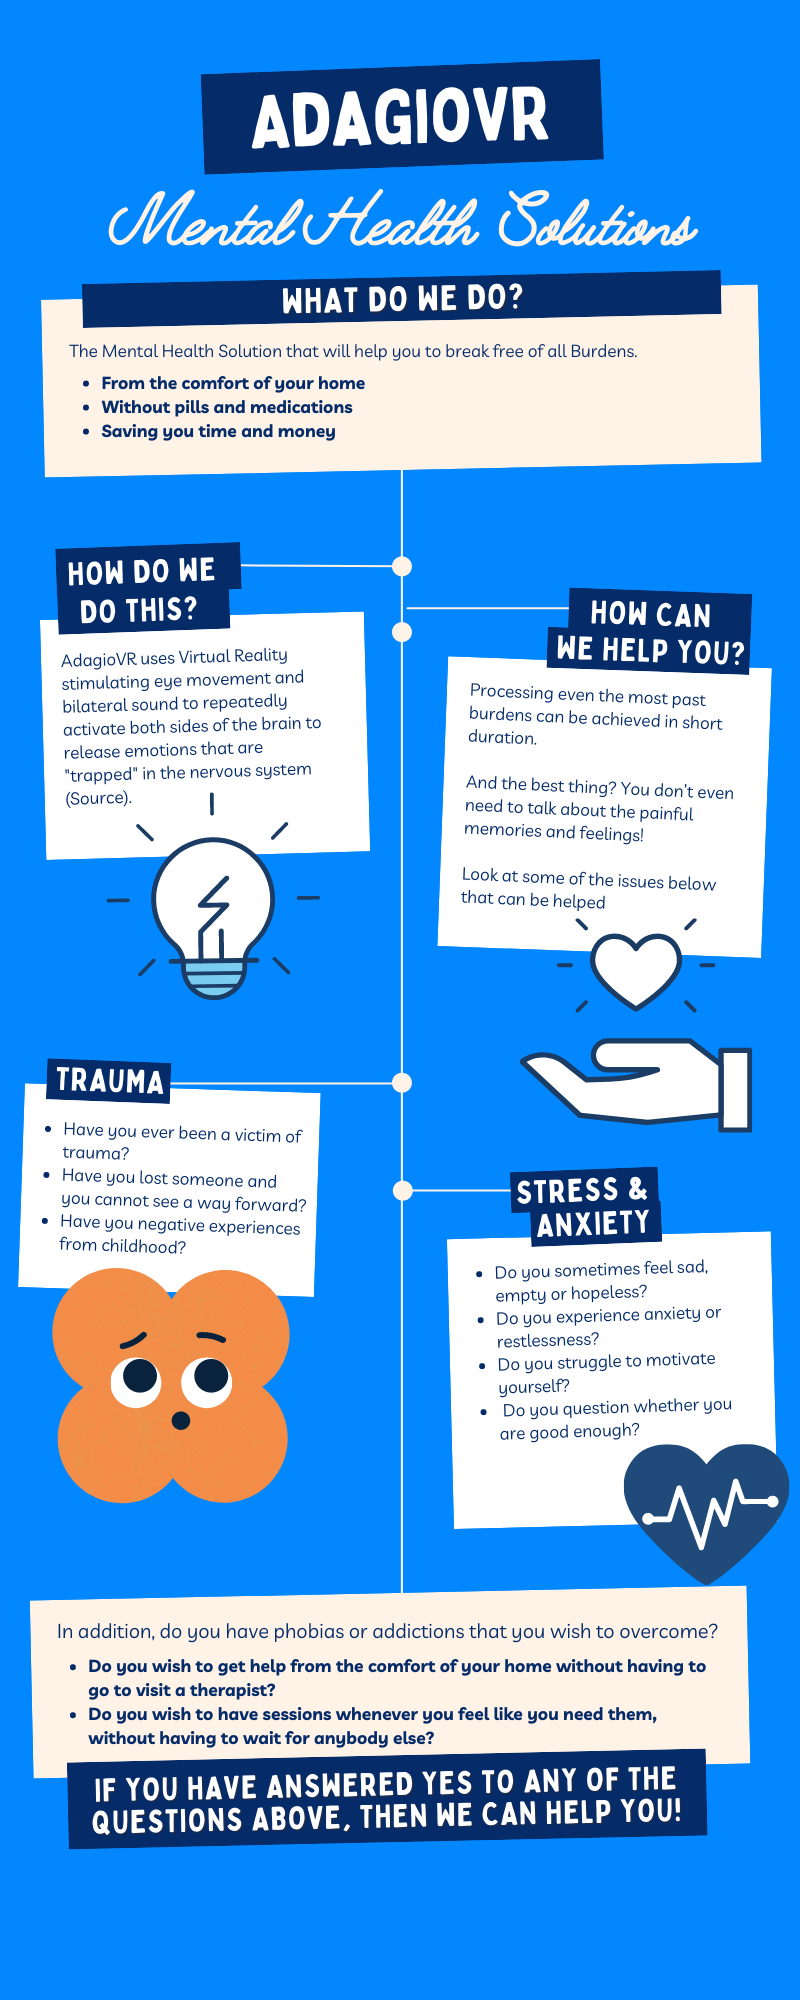 ADAGIOVR
Mental Health Solutions
WHAT DO WE DO?
The Mental Health Solution that will help you to break free of all Burdens.
• From the comfort of your home
• Without pills and medications
• Saving you time and money
HOW DO WE
DO THIS?
AdagioVR uses Virtual Reality
stimulating eye movement and
bilateral sound to repeatedly
activate both sides of the brain to
release emotions that are
"trapped" in the nervous system
(Source).
HOW CAN
WE HELP YOU?
Processing even the most past
burdens can be achieved in short
duration.
And the best thing? You don't even
need to talk about the painful
memories and feelings!
Look at some of the issues below
that can be helped
TRAUMA
• Have you ever been a victim of
trauma?
• Have you lost someone and
you cannot see a way forward?
• Have you negative experiences
from childhood?
STRESS &
ANXIETY
• Do you sometimes feel sad,
empty or hopeless?
• Do you experience anxiety or
restlessness?
• Do you struggle to motivate
yourself?
• Do you question whether you
are good enough?
In addition, do you have phobias or addictions that you wish to overcome?
• Do you wish to get help from the comfort of your home without having to
go to visit a therapist?
• Do you wish to have sessions whenever you feel like you need them,
without having to wait for anybody else?
IF YOU HAVE ANSWERED YES TO ANY OF THE
QUESTIONS ABOVE, THEN WE CAN HELP YOU!